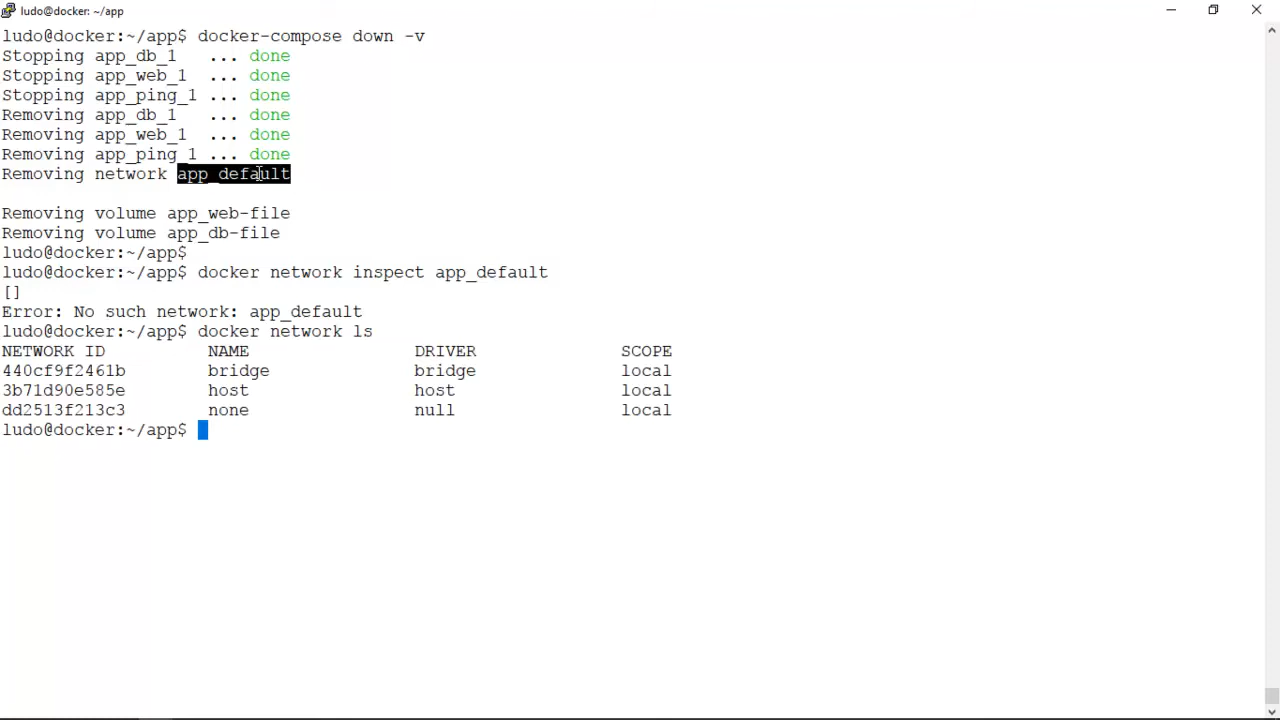 ludo@docker: ~/app
ludo@docker:~/app$ docker-compose down -v
Stopping app_db_1   ... done
Stopping app_web_1  ... done
Stopping app_ping_1 ... done
Removing app_db_1   ... done
Removing app_web_1  ... done
Removing app_ping_1 ... done
Removing network app_default
Removing volume app_web-file
Removing volume app_db-file
ludo@docker:~/app$
ludo@docker:~/app$ docker network inspect app_default
[]
Error: No such network: app_default
ludo@docker:~/app$ docker network ls
NETWORK ID          NAME                DRIVER              SCOPE
440cf9f2461b        bridge              bridge              local
3b71d90e585e        host                host                local
dd2513f213c3        none                null                local
ludo@docker:~/app$